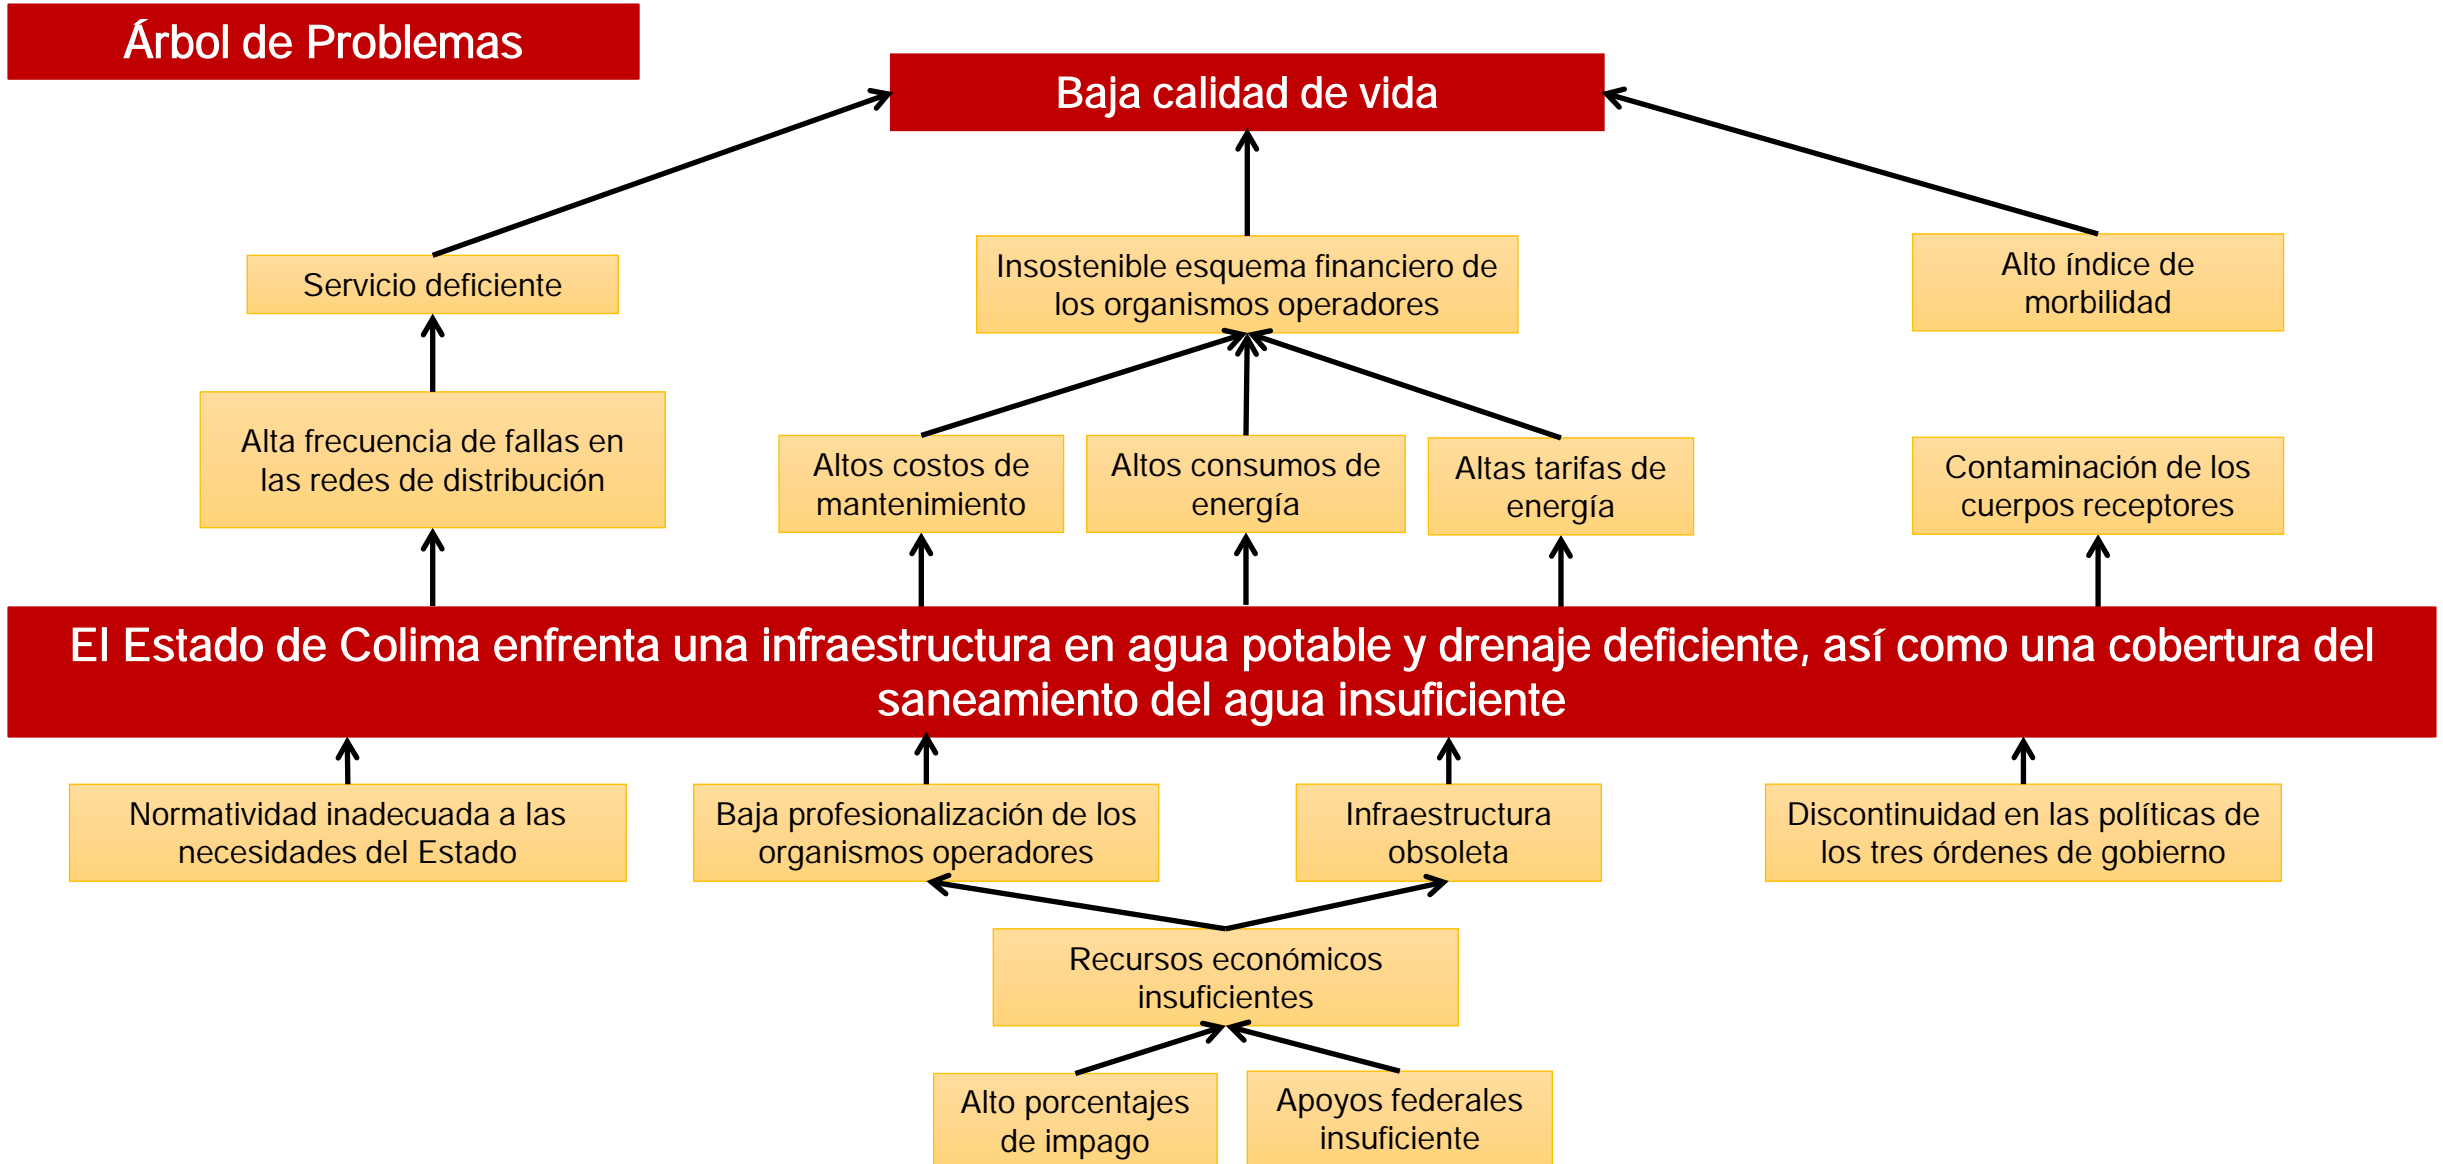 Árbol de Problemas
Baja calidad de vida
Servicio deficiente
Insostenible esquema financiero de
los organismos operadores
Alto índice de
morbilidad
Alta frecuencia de fallas en
las redes de distribución
Altos costos de
mantenimiento
Altos consumos de
energía
Altas tarifas de
energía
Contaminación de los
cuerpos receptores
El Estado de Colima enfrenta una infraestructura en agua potable y drenaje deficiente, así como una cobertura del
saneamiento del agua insuficiente
Normatividad inadecuada a las
necesidades del Estado
Baja profesionalización de los
organismos operadores
Infraestructura
obsoleta
Discontinuidad en las políticas de
los tres órdenes de gobierno
Recursos económicos
insuficientes
Alto porcentajes
de impago
Apoyos federales
insuficiente